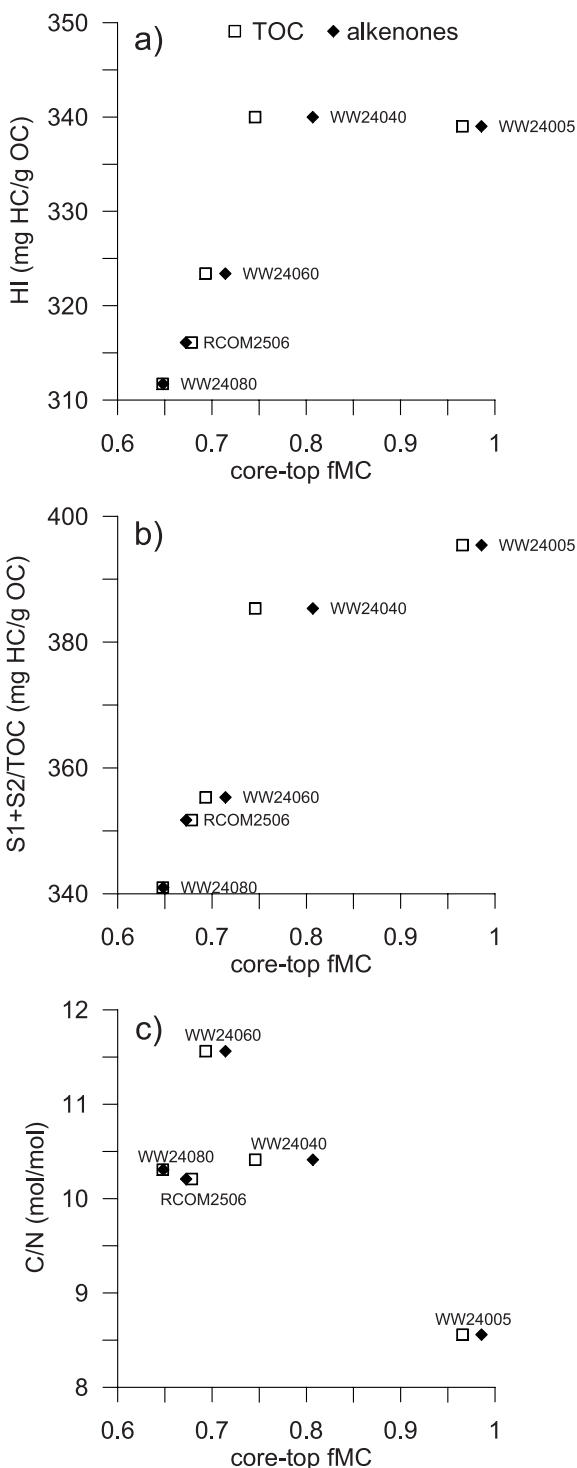 350
a) TOC alkenones
340 WW24040 WW24005
HI (mg HC/g OC)
330
WW24060
320
RCOM2506
WW24080
310
0.6 0.7 0.8 0.9 1
core-top fMC
400
b)
WW24005
WW24040
380
S1+S2/TOC (mg HC/g OC)
360
WW24060
RCOM2506
WW24080
340
0.6 0.7 0.8 0.9 1
core-top fMC
12
c)
WW24060
11
WW24080 WW24040
10
RCOM2506
C/N (mol/mol)
9
WW24005
8
0.6 0.7 0.8 0.9 1
core-top fMC